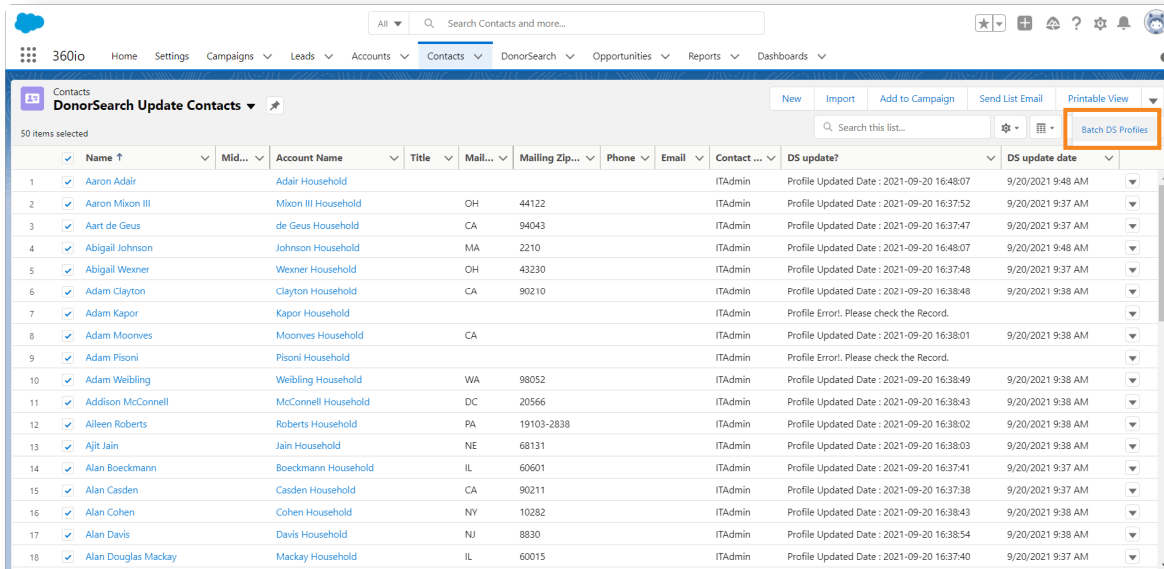 All Search Contacts and more...
360io Home Settings Campaigns Leads Accounts Contacts DonorSearch Opportunities Reports Dashboards
Contacts
DonorSearch Update Contacts
New Import Add to Campaign Send List Email Printable View
50 items selected
Search this list...
Batch DS Profiles
Name ↑ Mid... Account Name Title Mail... Mailing Zip... Phone Email Contact ... DS update? DS update date
1 Aaron Adair Adair Household ITAdmin Profile Updated Date : 2021-09-20 16:48:07 9/20/2021 9:48 AM
2 Aaron Mixon III Mixon III Household OH 44122 ITAdmin Profile Updated Date : 2021-09-20 16:37:52 9/20/2021 9:37 AM
3 Aart de Geus de Geus Household CA 94043 ITAdmin Profile Updated Date : 2021-09-20 16:37:47 9/20/2021 9:37 AM
4 Abigail Johnson Johnson Household MA 2210 ITAdmin Profile Updated Date : 2021-09-20 16:48:07 9/20/2021 9:48 AM
5 Abigail Wexner Wexner Household OH 43230 ITAdmin Profile Updated Date : 2021-09-20 16:37:48 9/20/2021 9:37 AM
6 Adam Clayton Clayton Household CA 90210 ITAdmin Profile Updated Date : 2021-09-20 16:38:48 9/20/2021 9:38 AM
7 Adam Kapor Kapor Household ITAdmin Profile Error!. Please check the Record.
8 Adam Moonves Moonves Household CA ITAdmin Profile Updated Date : 2021-09-20 16:38:01 9/20/2021 9:38 AM
9 Adam Pisoni Pisoni Household ITAdmin Profile Error!. Please check the Record.
10 Adam Weibling Weibling Household WA 98052 ITAdmin Profile Updated Date : 2021-09-20 16:38:49 9/20/2021 9:38 AM
11 Addison McConnell McConnell Household DC 20566 ITAdmin Profile Updated Date : 2021-09-20 16:38:43 9/20/2021 9:38 AM
12 Aileen Roberts Roberts Household PA 19103-2838 ITAdmin Profile Updated Date : 2021-09-20 16:38:02 9/20/2021 9:38 AM
13 Ajit Jain Jain Household NE 68131 ITAdmin Profile Updated Date : 2021-09-20 16:38:03 9/20/2021 9:38 AM
14 Alan Boeckmann Boeckmann Household IL 60601 ITAdmin Profile Updated Date : 2021-09-20 16:37:41 9/20/2021 9:37 AM
15 Alan Casden Casden Household CA 90211 ITAdmin Profile Updated Date : 2021-09-20 16:37:38 9/20/2021 9:37 AM
16 Alan Cohen Cohen Household NY 10282 ITAdmin Profile Updated Date : 2021-09-20 16:38:43 9/20/2021 9:38 AM
17 Alan Davis Davis Household NJ 8830 ITAdmin Profile Updated Date : 2021-09-20 16:38:54 9/20/2021 9:38 AM
18 Alan Douglas Mackay Mackay Household IL 60015 ITAdmin Profile Updated Date : 2021-09-20 16:37:40 9/20/2021 9:37 AM